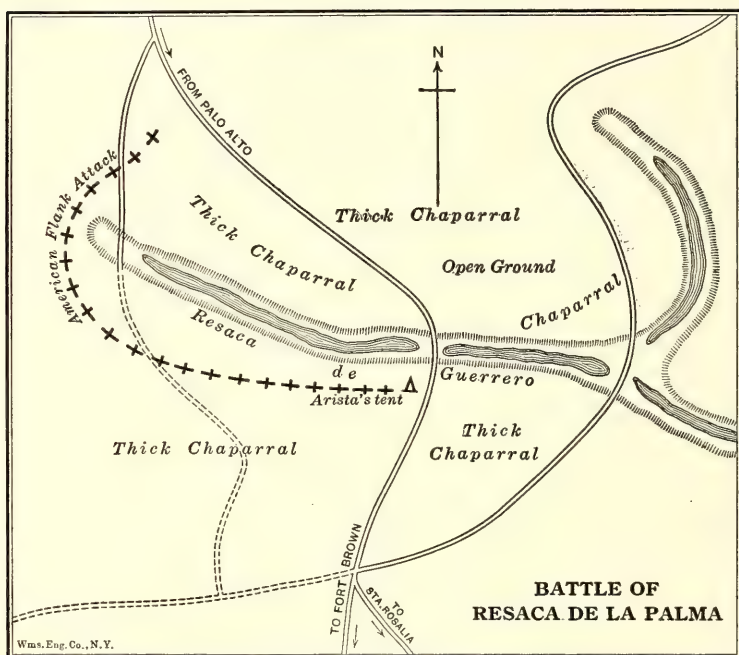 N
FROM PALO ALTO
American Flank Attack
Thick Chaparral
Thick Chaparral
Open Ground
Chaparral
Resaca
de
Guerrero
Arista's tent
Thick Chaparral
Thick
Chaparral
TO FORT BROWN
TO
STA. ROSALIA
BATTLE OF
RESACA DE LA PALMA
Wms. Eng. Co., N.Y.